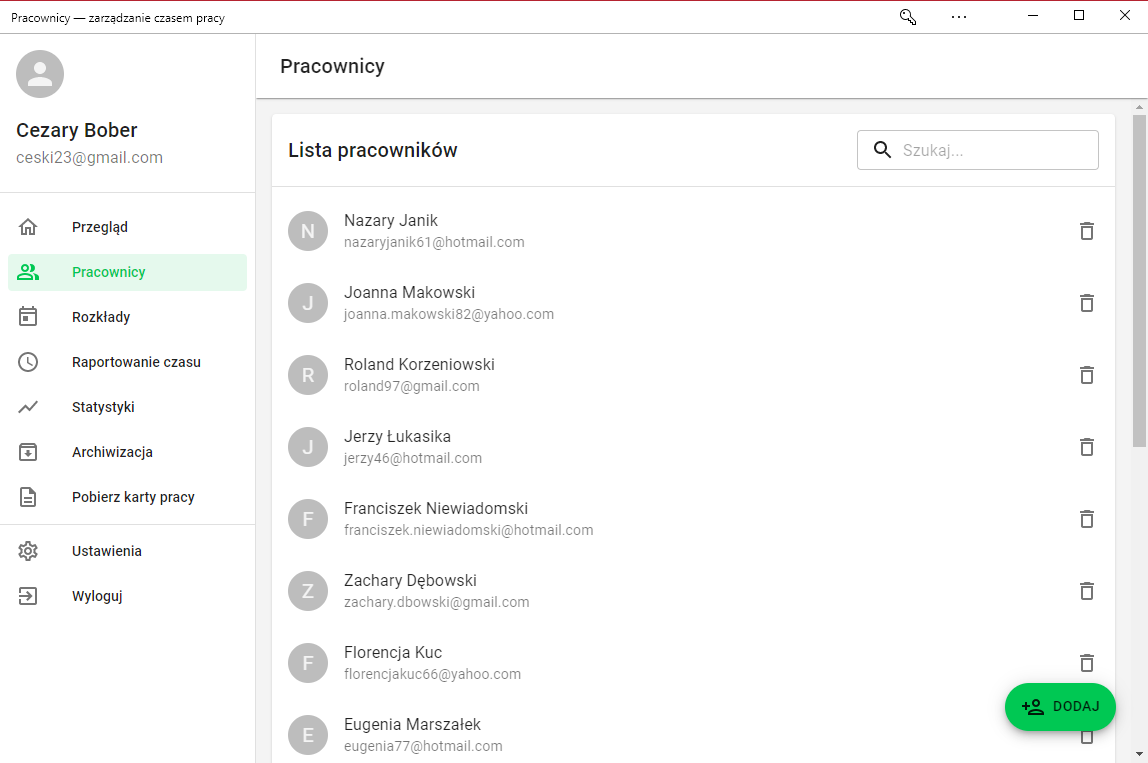 Pracownicy — zarządzanie czasem pracy
Cezary Bober
ceski23@gmail.com
Przegląd
Pracownicy
Rozkłady
Raportowanie czasu
Statystyki
Archiwizacja
Pobierz karty pracy
Ustawienia
Wyloguj
Pracownicy
Lista pracowników
Szukaj...
N
Nazary Janik
nazaryjanik61@hotmail.com
J
Joanna Makowski
joanna.makowski82@yahoo.com
R
Roland Korzeniowski
roland97@gmail.com
J
Jerzy Łukasika
jerzy46@hotmail.com
F
Franciszek Niewiadomski
franciszek.niewiadomski@hotmail.com
Z
Zachary Dębowski
zachary.dbowski@gmail.com
F
Florencja Kuc
florencjakuc66@yahoo.com
E
Eugenia Marszałek
eugenia77@hotmail.com
DODAJ